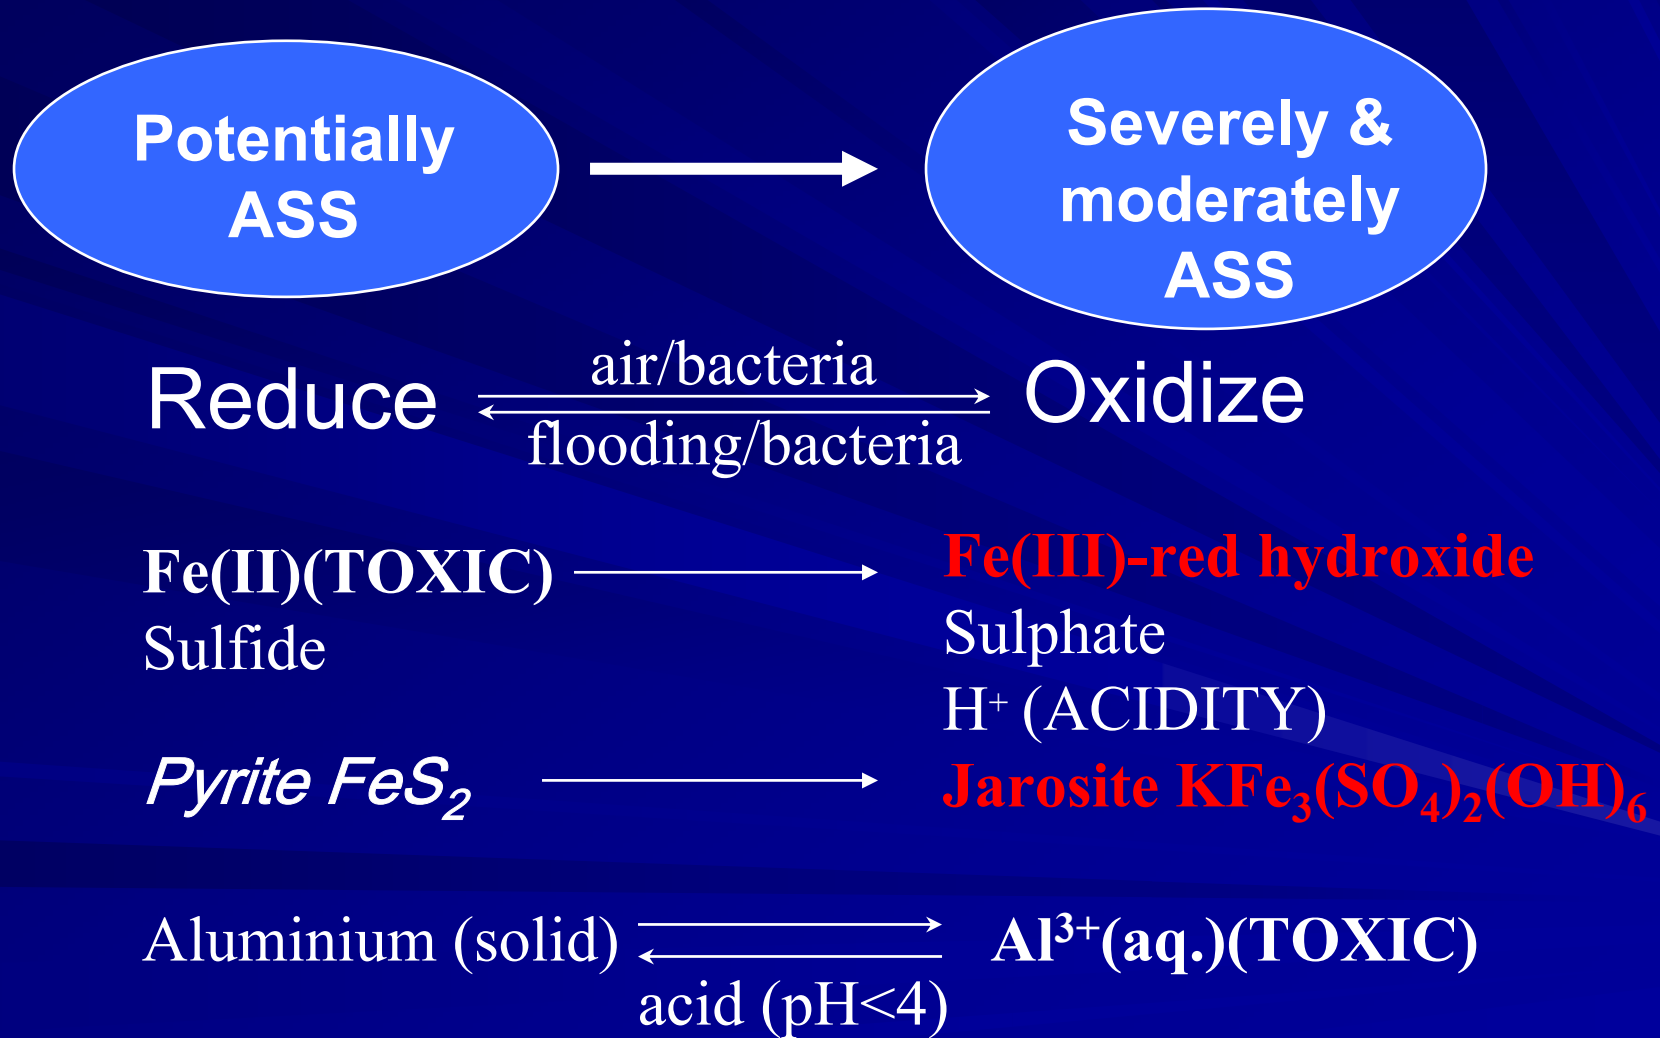 Potentially
ASS
Severely &
moderately
ASS
Reduce
air/bacteria
flooding/bacteria
Oxidize
Fe(II)(TOXIC)
Sulfide
Fe(III)-red hydroxide
Sulphate
H⁺ (ACIDITY)
Pyrite FeS₂
Jarosite KFe₃(SO₄)₂(OH)₆
Aluminium (solid)
Al³⁺(aq.)(TOXIC)
acid (pH<4)